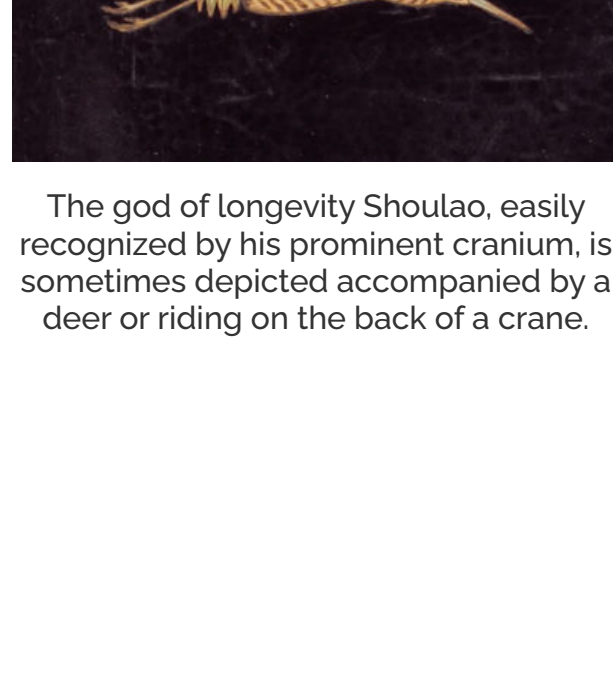 The god of longevity Shoulao, easily
recognized by his prominent cranium, is
sometimes depicted accompanied by a
deer or riding on the back of a crane.